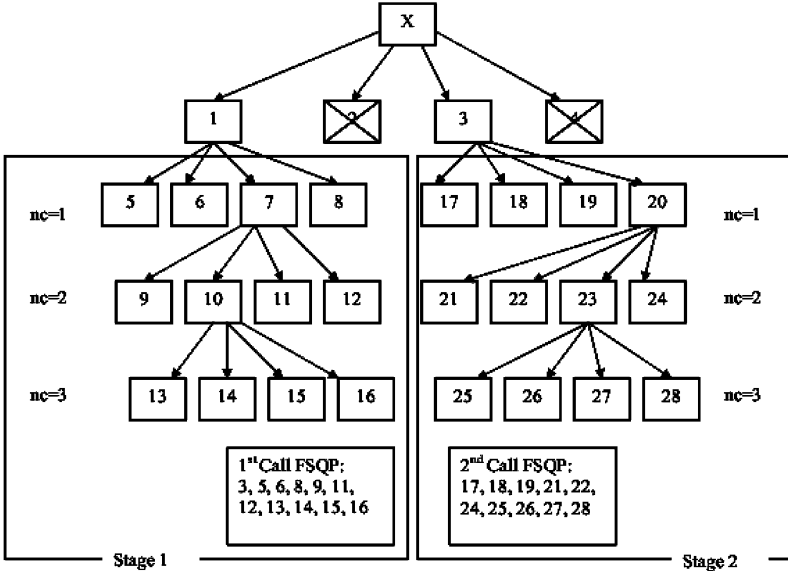 X
1 2 3 4
5 6 7 8 17 18 19 20
nc=1 nc=1
9 10 11 12 21 22 23 24
nc=2 nc=2
13 14 15 16 25 26 27 28
nc=3 nc=3
1st Call FSQP:
3, 5, 6, 8, 9, 11,
12, 13, 14, 15, 16
2nd Call FSQP:
17, 18, 19, 21, 22,
24, 25, 26, 27, 28
Stage 1
Stage 2